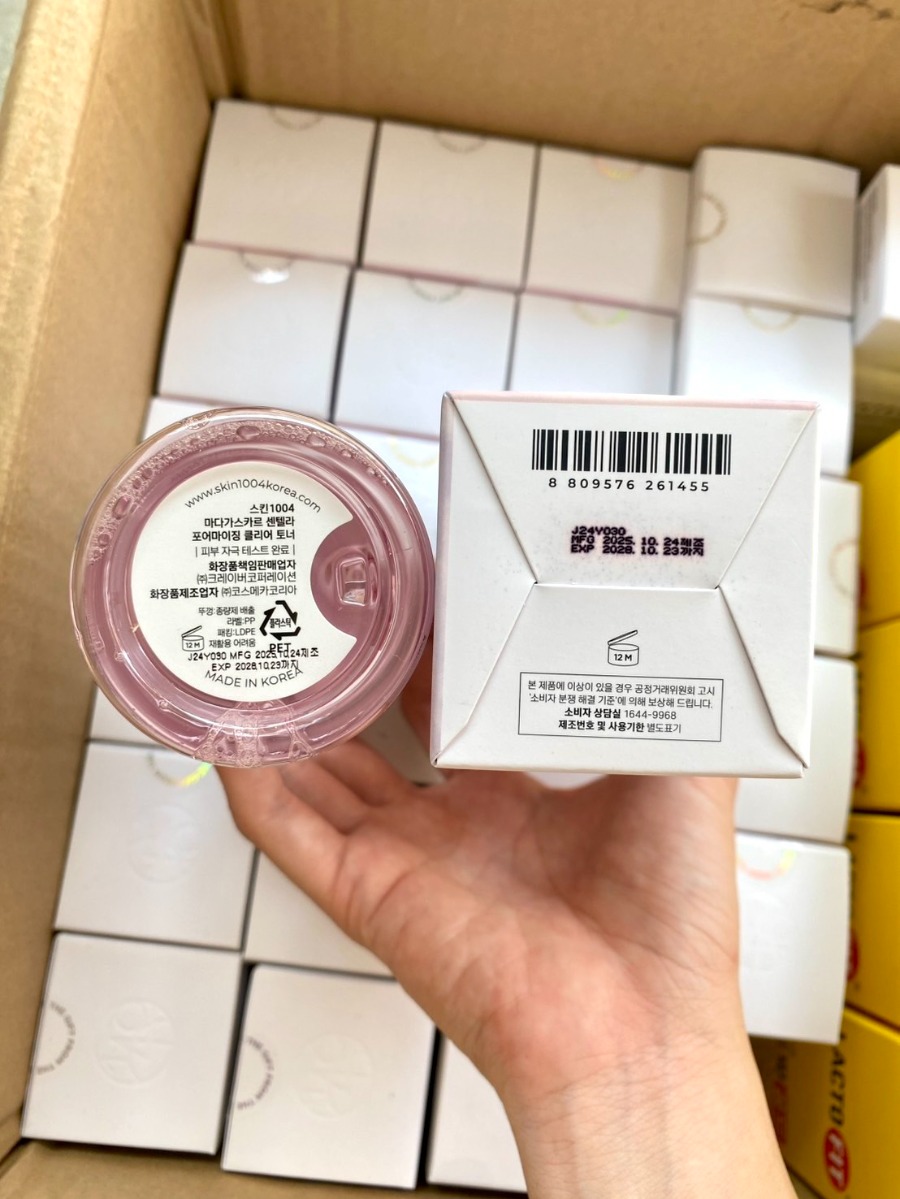 www.skin1004korea.com
스킨1004
마다가스카르 센텔라
포어마이징 클리어 토너
| 피부 자극 테스트 완료 |
화장품책임판매업자
㈜크레이버코퍼레이션
화장품제조업자 ㈜코스메카코리아
뚜껑:종량제 배출
라벨:PP
패킹:LDPE
재활용 어려움
플라스틱
PET
12 M
J24Y030 MFG 2025.10.24제조
EXP 2028.10.23까지
MADE IN KOREA
8 809576 261455
J24Y030
MFG 2025. 10. 24제조
EXP 2028. 10. 23까지
12 M
본 제품에 이상이 있을 경우 공정거래위원회 고시
'소비자 분쟁 해결 기준'에 의해 보상해 드립니다.
소비자 상담실 1644-9968
제조번호 및 사용기한 별도표기
LACTO
FIT